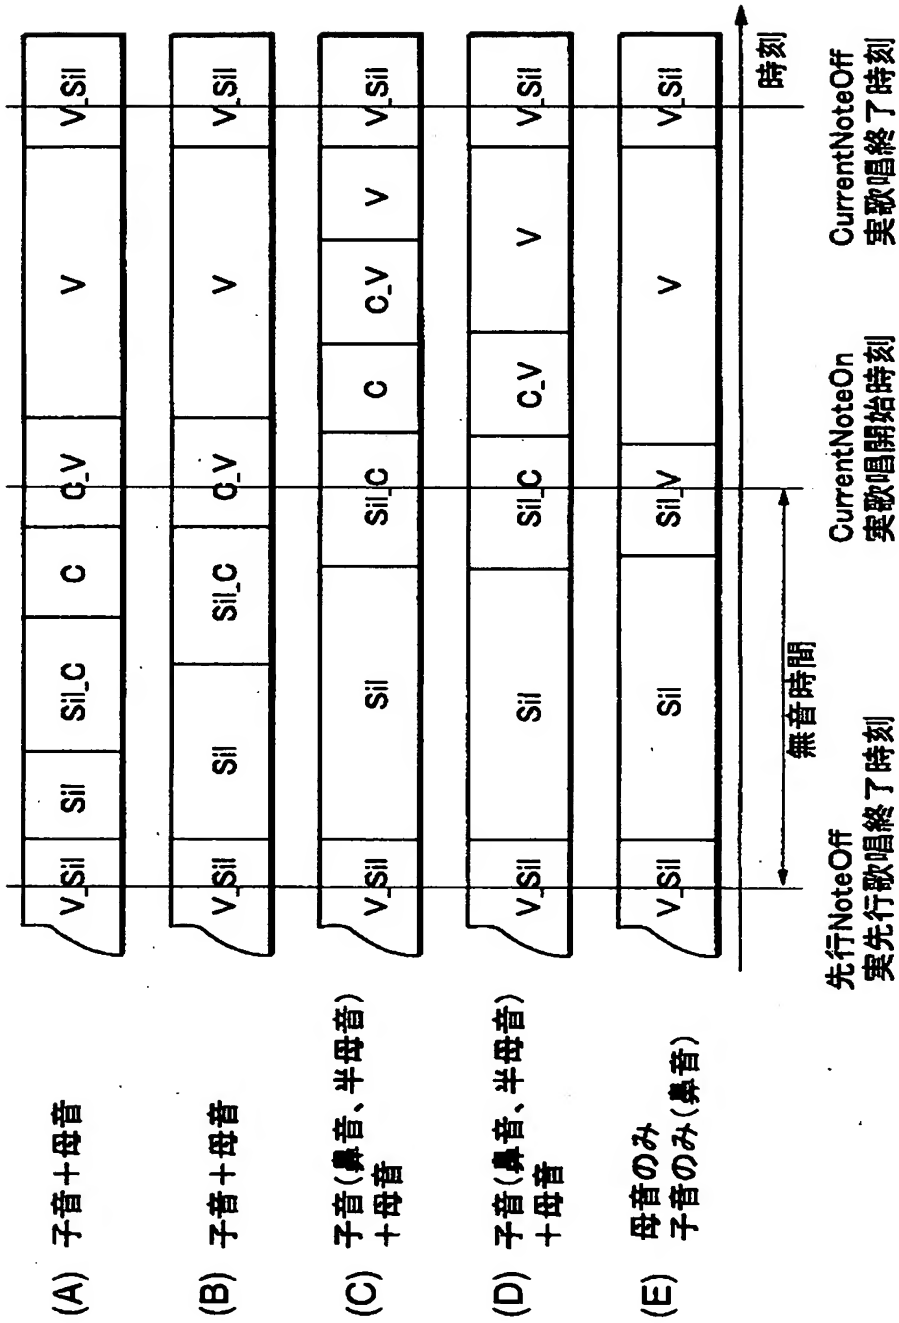 (A) 子音＋母音
V_Sil Sil Sil_C C C_V V V_Sil
(B) 子音＋母音
V_Sil Sil Sil_C C_V V V_Sil
(C) 子音(鼻音、半母音)
＋母音
V_Sil Sil Sil_C C C_V V V_Sil
(D) 子音(鼻音、半母音)
＋母音
V_Sil Sil Sil_C C_V V V_Sil
(E) 母音のみ
子音のみ(鼻音)
V_Sil Sil Sil_V V V_Sil
時刻
無音時間
先行NoteOff
実先行歌唱終了時刻
CurrentNoteOn
実歌唱開始時刻
CurrentNoteOff
実歌唱終了時刻